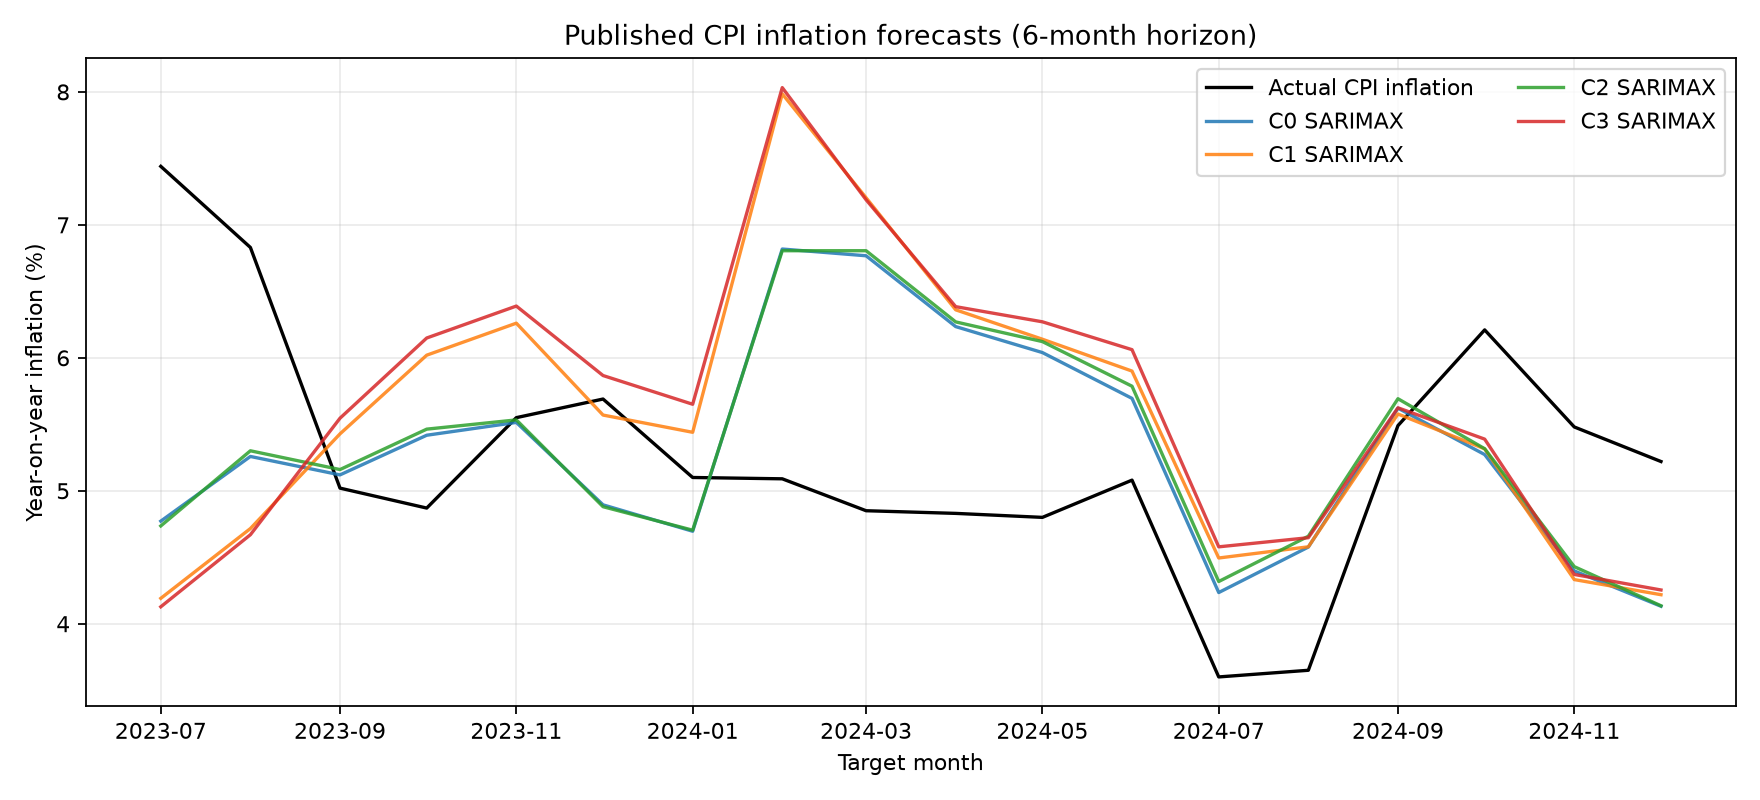 Published CPI inflation forecasts (6-month horizon)
Actual CPI inflation
C0 SARIMAX
C1 SARIMAX
C2 SARIMAX
C3 SARIMAX
Year-on-year inflation (%)
8
7
6
5
4
2023-07
2023-09
2023-11
2024-01
2024-03
2024-05
2024-07
2024-09
2024-11
Target month